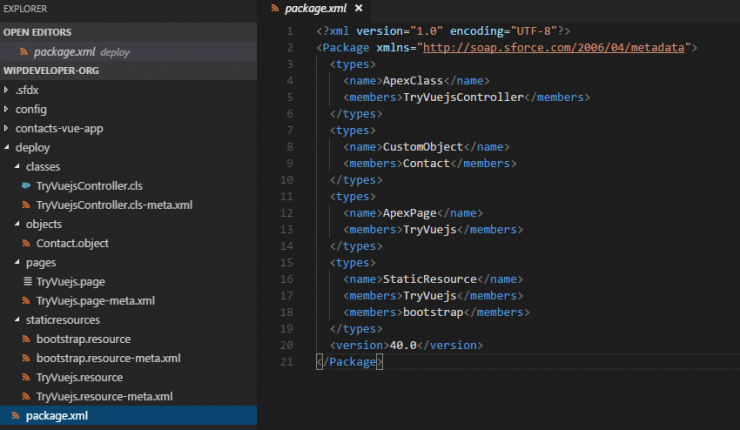 EXPLORER
OPEN EDITORS
package.xml deploy
WIPDEVELOPER-ORG
.sfdx
config
contacts-vue-app
deploy
classes
TryVuejsController.cls
TryVuejsController.cls-meta.xml
objects
Contact.object
pages
TryVuejs.page
TryVuejs.page-meta.xml
staticresources
bootstrap.resource
bootstrap.resource-meta.xml
TryVuejs.resource
TryVuejs.resource-meta.xml
package.xml
package.xml
1 <?xml version="1.0" encoding="UTF-8"?>
2 <Package xmlns="http://soap.sforce.com/2006/04/metadata">
3 <types>
4 <name>ApexClass</name>
5 <members>TryVuejsController</members>
6 </types>
7 <types>
8 <name>CustomObject</name>
9 <members>Contact</members>
10 </types>
11 <types>
12 <name>ApexPage</name>
13 <members>TryVuejs</members>
14 </types>
15 <types>
16 <name>StaticResource</name>
17 <members>TryVuejs</members>
18 <members>bootstrap</members>
19 </types>
20 <version>40.0</version>
21 </Package>